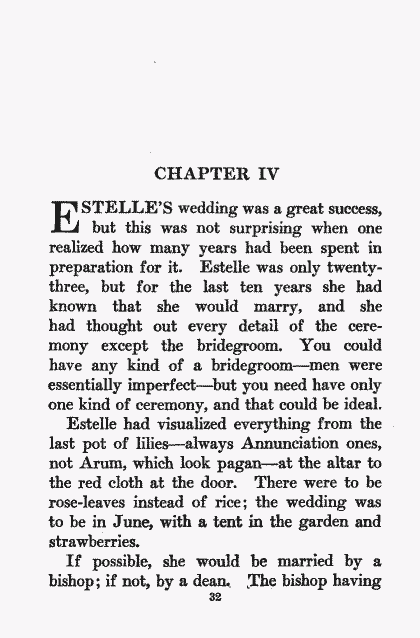 CHAPTER IV
ESTELLE'S wedding was a great success,
but this was not surprising when one
realized how many years had been spent in
preparation for it. Estelle was only twenty-
three, but for the last ten years she had
known that she would marry, and she
had thought out every detail of the cere-
mony except the bridegroom. You could
have any kind of a bridegroom—men were
essentially imperfect—but you need have only
one kind of ceremony, and that could be ideal.
Estelle had visualized everything from the
last pot of lilies—always Annunciation ones,
not Arum, which look pagan—at the altar to
the red cloth at the door. There were to be
rose-leaves instead of rice; the wedding was
to be in June, with a tent in the garden and
strawberries.
If possible, she would be married by a
bishop; if not, by a dean. The bishop having
32